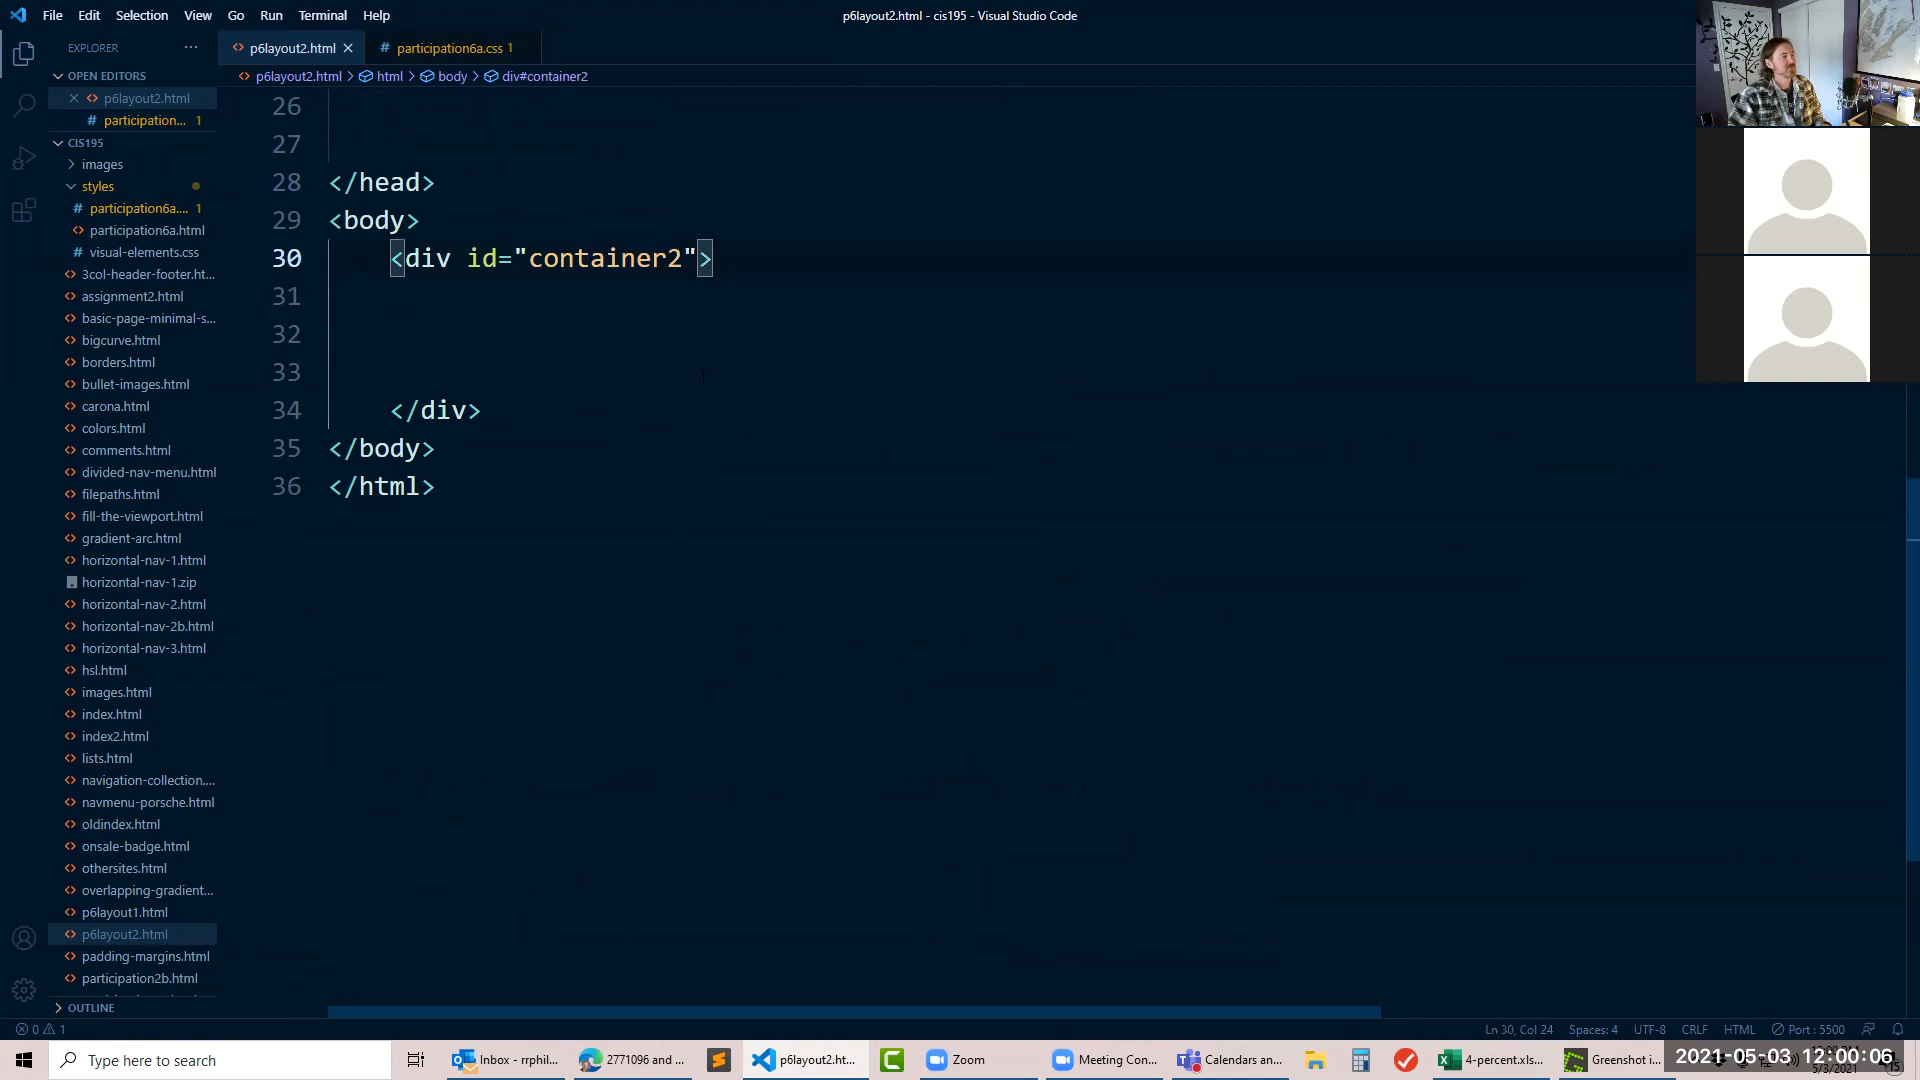 File Edit Selection View Go Run Terminal Help
p6layout2.html - cis195 - Visual Studio Code
EXPLORER ...
p6layout2.html
# participation6a.css 1
p6layout2.html > html > body > div#container2
OPEN EDITORS
p6layout2.html
# participation... 1
CIS195
images
styles
# participation6a.... 1
participation6a.html
# visual-elements.css
3col-header-footer.ht...
assignment2.html
basic-page-minimal-s...
bigcurve.html
borders.html
bullet-images.html
carona.html
colors.html
comments.html
divided-nav-menu.html
filepaths.html
fill-the-viewport.html
gradient-arc.html
horizontal-nav-1.html
horizontal-nav-1.zip
horizontal-nav-2.html
horizontal-nav-2b.html
horizontal-nav-3.html
hsl.html
images.html
index.html
index2.html
lists.html
navigation-collection....
navmenu-porsche.html
oldindex.html
onsale-badge.html
othersites.html
overlapping-gradient...
p6layout1.html
p6layout2.html
padding-margins.html
participation2b.html
OUTLINE
26
27
28 </head>
29 <body>
30 <div id="container2">
31
32
33
34 </div>
35 </body>
36 </html>
0 1
Ln 30, Col 24 Spaces: 4 UTF-8 CRLF HTML Port : 5500
Type here to search
Inbox - rrphil...
2771096 and ...
p6layout2.ht...
Zoom
Meeting Con...
Calendars an...
4-percent.xls...
Greenshot i...
2021-05-03 12:00:06
5/3/2021
15